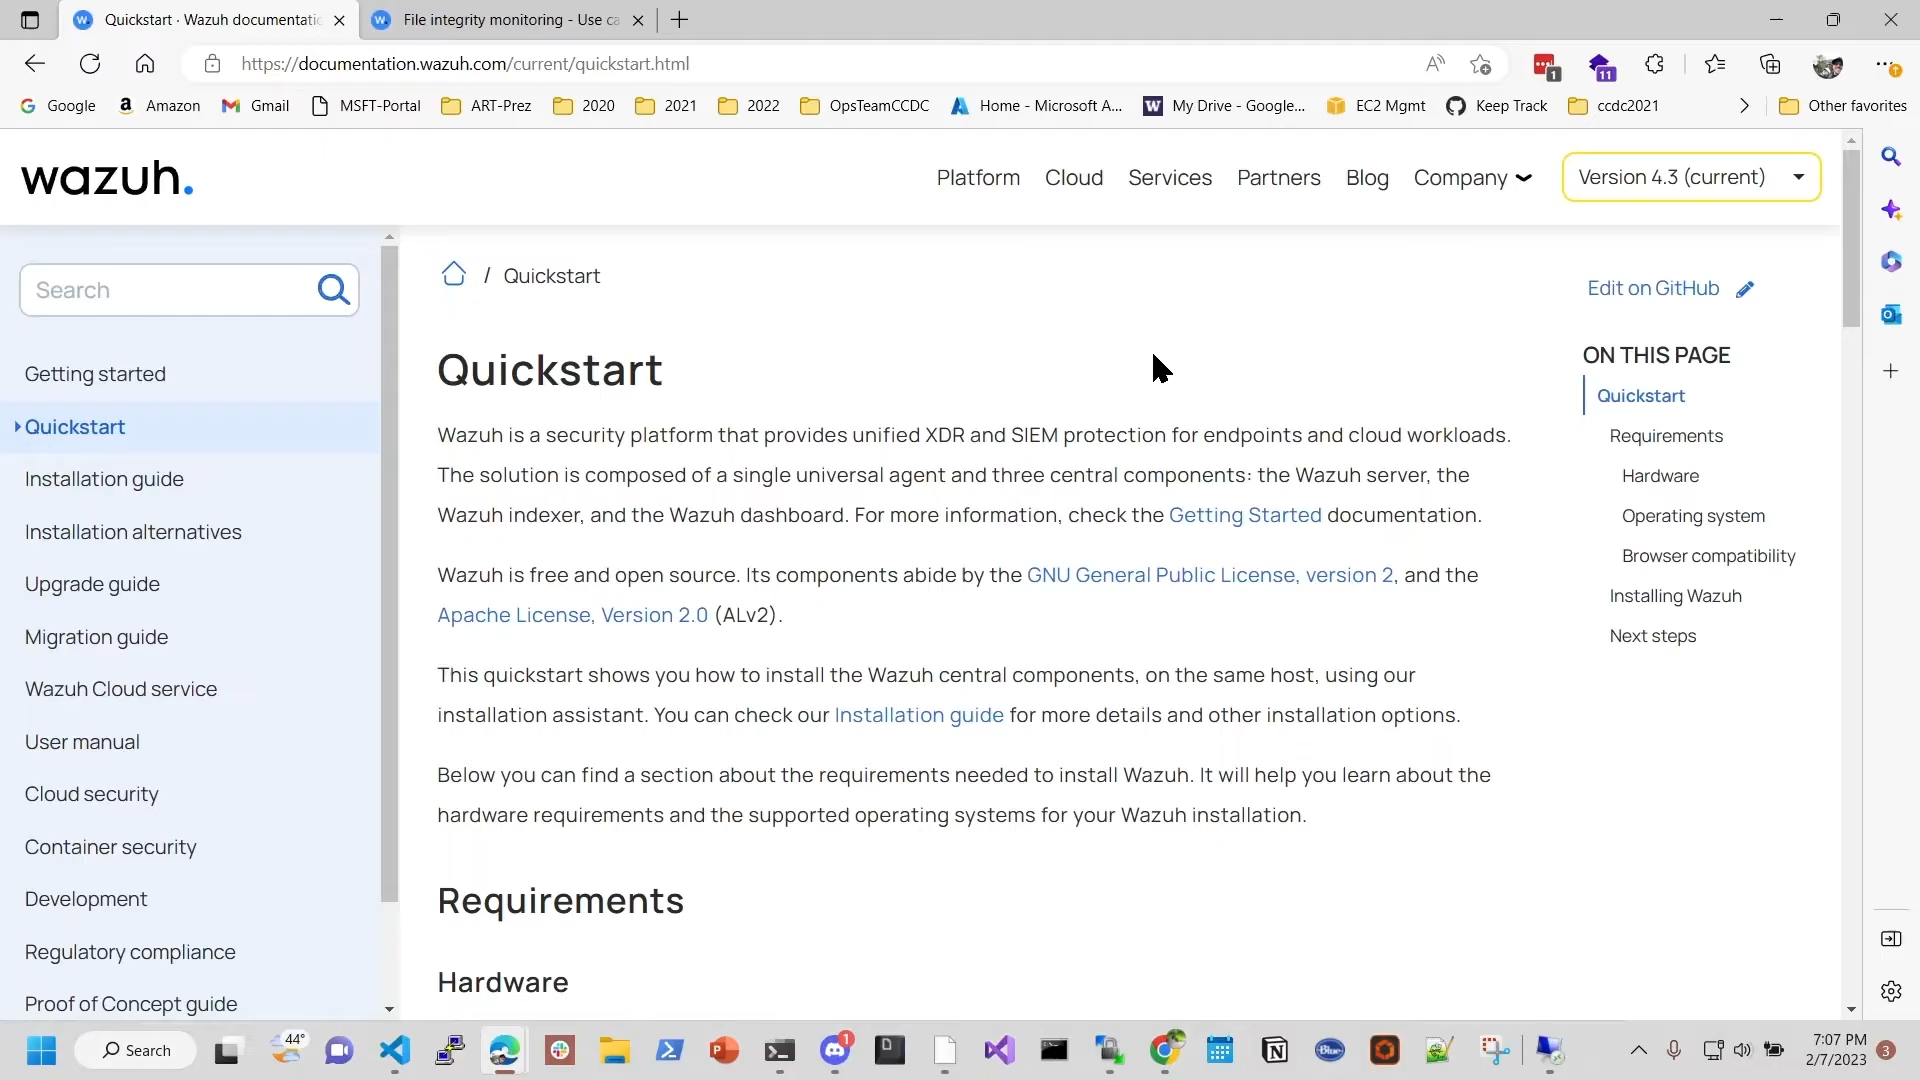 Quickstart · Wazuh documentatic
File integrity monitoring - Use ca
https://documentation.wazuh.com/current/quickstart.html
1
11
Google
Amazon
Gmail
MSFT-Portal
ART-Prez
2020
2021
2022
OpsTeamCCDC
Home - Microsoft A...
My Drive - Google...
EC2 Mgmt
Keep Track
ccdc2021
Other favorites
wazuh.
Platform
Cloud
Services
Partners
Blog
Company
Version 4.3 (current)
Search
Getting started
Quickstart
Installation guide
Installation alternatives
Upgrade guide
Migration guide
Wazuh Cloud service
User manual
Cloud security
Container security
Development
Regulatory compliance
Proof of Concept guide
/ Quickstart
Quickstart
Wazuh is a security platform that provides unified XDR and SIEM protection for endpoints and cloud workloads.
The solution is composed of a single universal agent and three central components: the Wazuh server, the
Wazuh indexer, and the Wazuh dashboard. For more information, check the Getting Started documentation.
Wazuh is free and open source. Its components abide by the GNU General Public License, version 2, and the
Apache License, Version 2.0 (ALv2).
This quickstart shows you how to install the Wazuh central components, on the same host, using our
installation assistant. You can check our Installation guide for more details and other installation options.
Below you can find a section about the requirements needed to install Wazuh. It will help you learn about the
hardware requirements and the supported operating systems for your Wazuh installation.
Requirements
Hardware
Edit on GitHub
ON THIS PAGE
Quickstart
Requirements
Hardware
Operating system
Browser compatibility
Installing Wazuh
Next steps
Search
44°
1
Blue
7:07 PM
2/7/2023
3